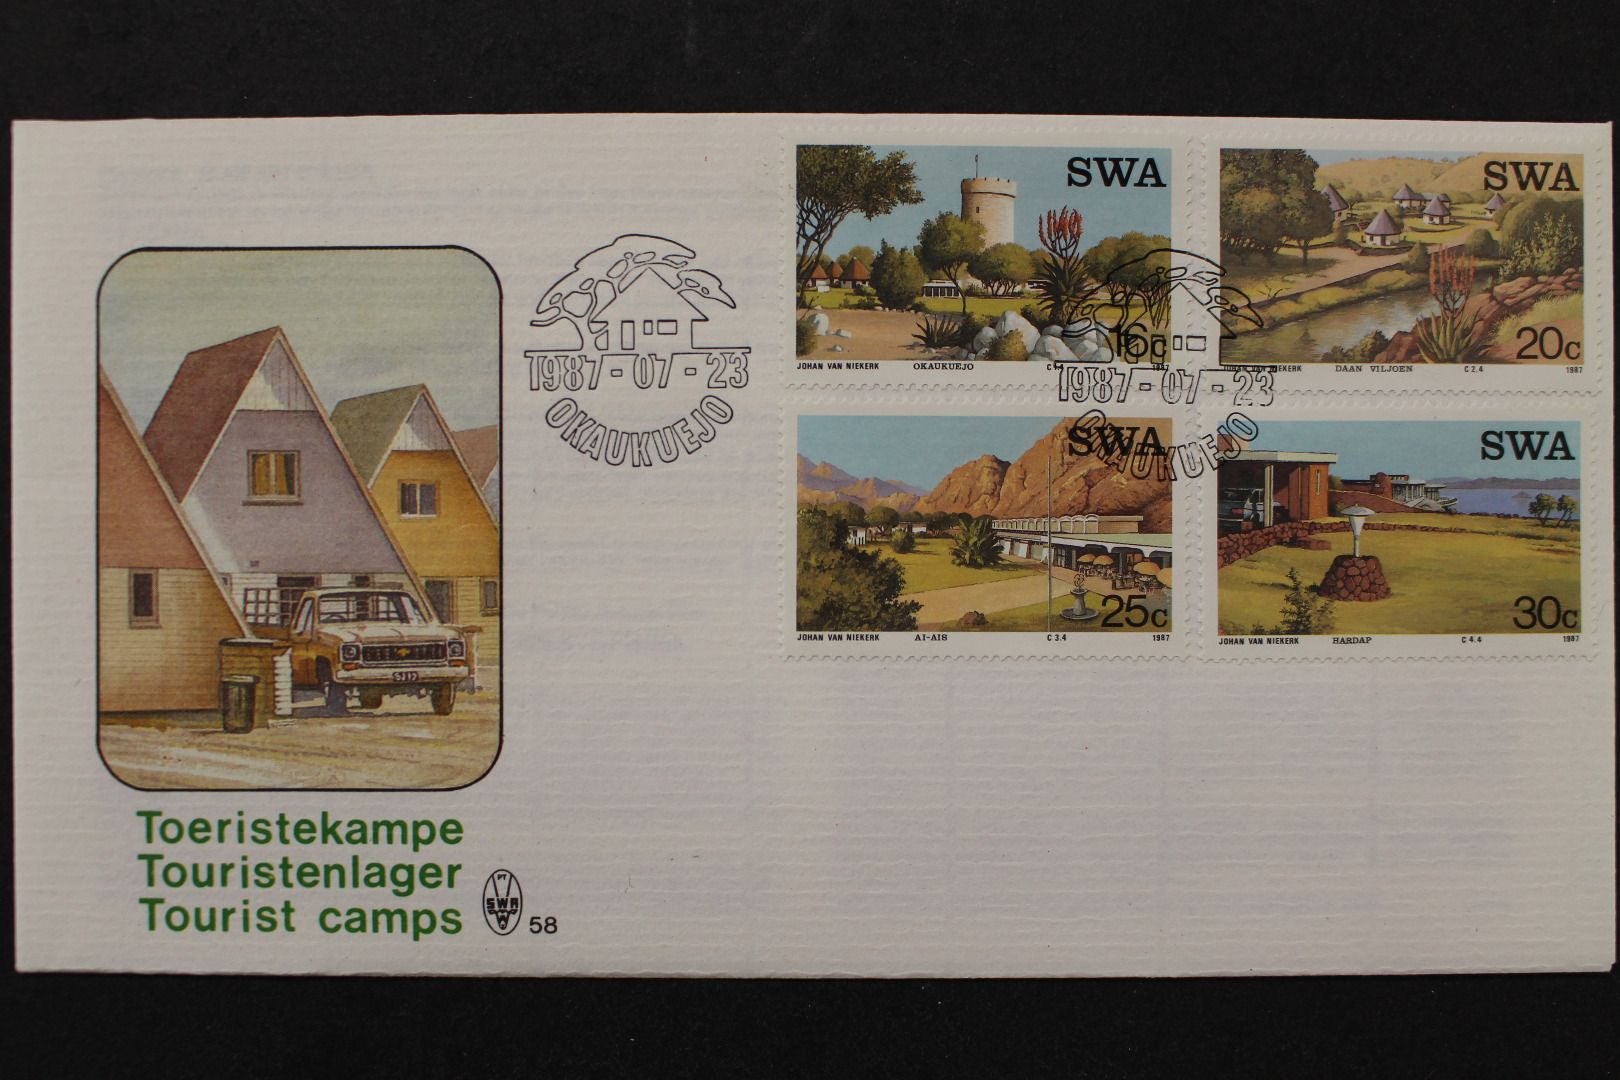 SWA
16c
JOHAN VAN NIEKERK OKAUKUEJO 1987
SWA
20c
DAAN VILJOEN C 2.4 1987
1987-07-23
OKAUKUEJO
1987-07-23
OKAUKUEJO
SWA
25c
JOHAN VAN NIEKERK AI-AIS C 3.4 1987
SWA
30c
JOHAN VAN NIEKERK HARDAP C 4.4 1987
Toeristekampe
Touristenlager
Tourist camps
PT
SWA
58